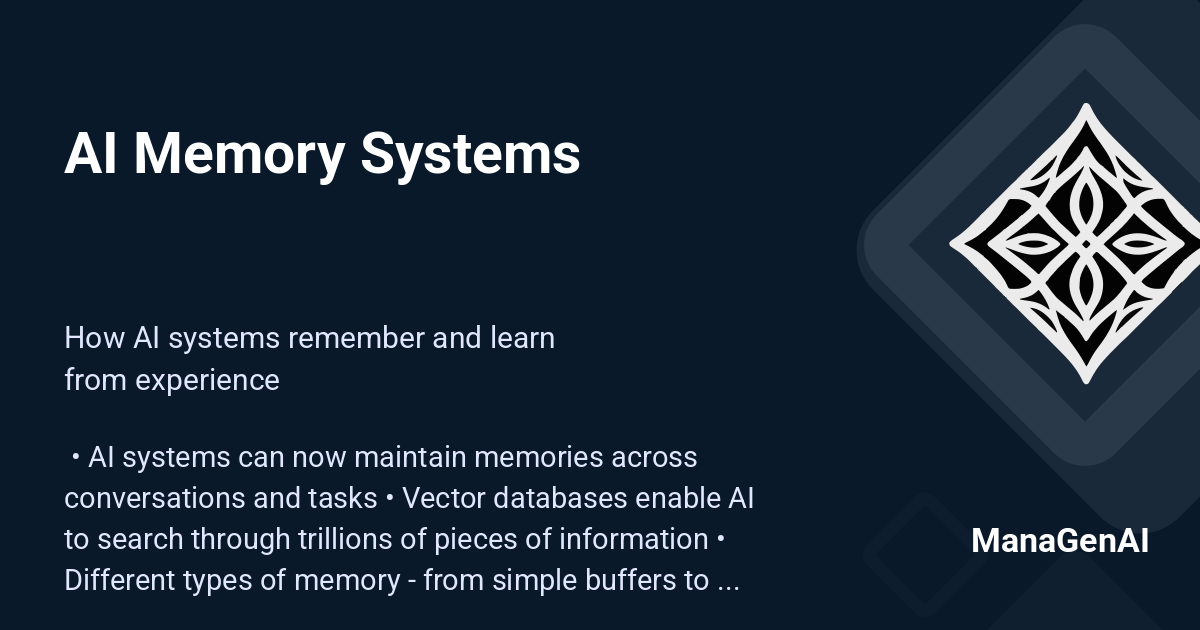 AI Memory Systems
How AI systems remember and learn
from experience
• AI systems can now maintain memories across
conversations and tasks • Vector databases enable AI
to search through trillions of pieces of information •
Different types of memory - from simple buffers to ...
ManaGenAI